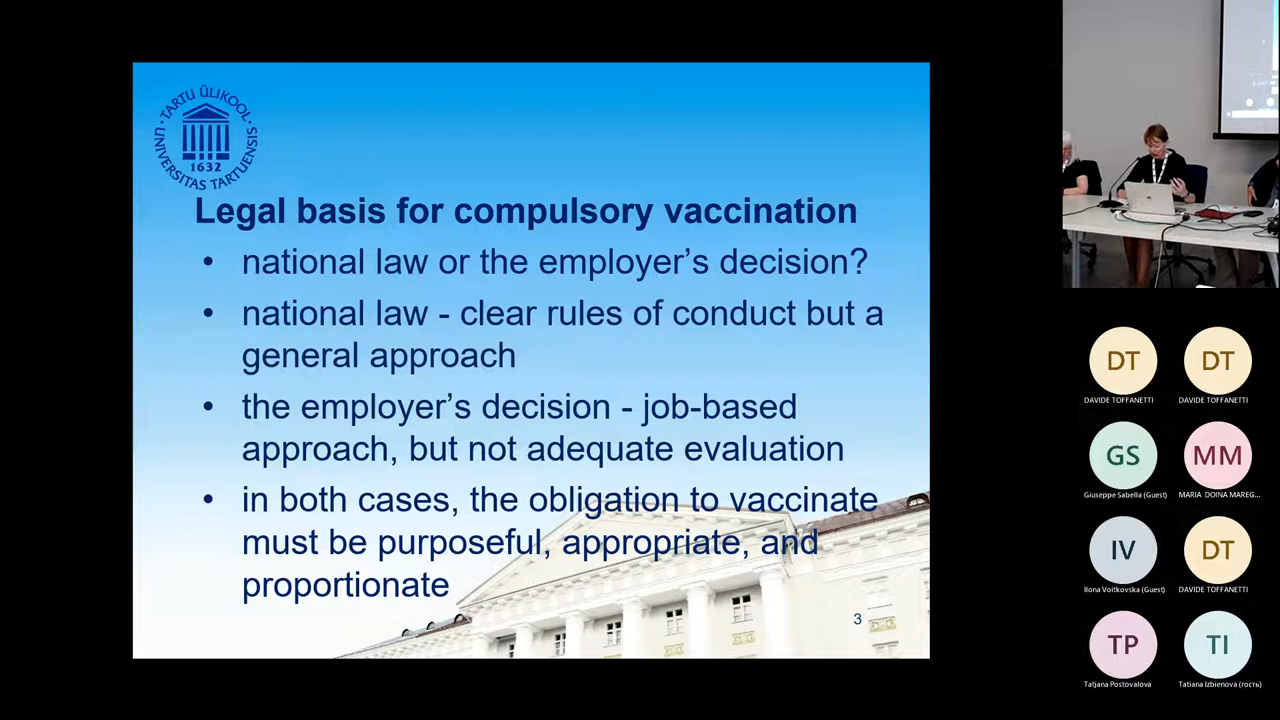 TARTU ÜLIKOOL
UNIVERSITAS TARTUENSIS
1632
Legal basis for compulsory vaccination
• national law or the employer's decision?
• national law - clear rules of conduct but a
general approach
• the employer's decision - job-based
approach, but not adequate evaluation
• in both cases, the obligation to vaccinate
must be purposeful, appropriate, and
proportionate
3
DT
DAVIDE TOFFANETTI
DT
DAVIDE TOFFANETTI
GS
Giuseppe Sabella (Guest)
MM
MARIA DOINA MAREG...
IV
Ilona Voitkovska (Guest)
DT
DAVIDE TOFFANETTI
TP
Tatjana Postovalova
TI
Tatiana Izbienova (гость)